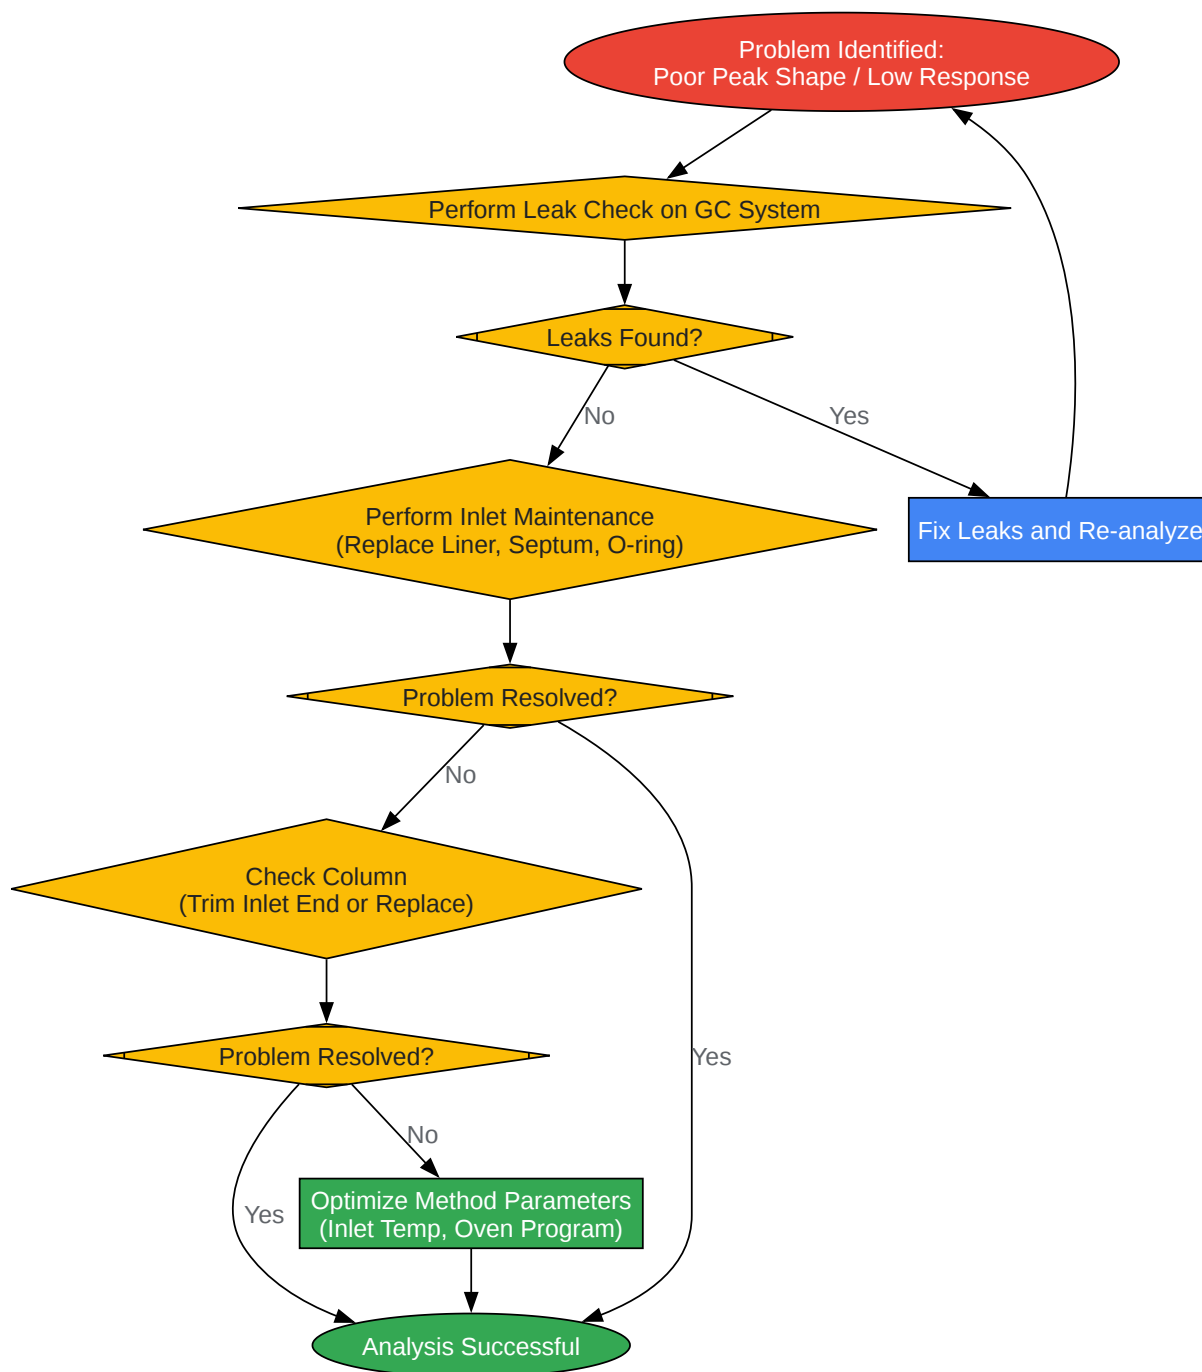 Problem Identified:
Poor Peak Shape / Low Response
Perform Leak Check on GC System
Leaks Found?
No
Yes
Perform Inlet Maintenance
(Replace Liner, Septum, O-ring)
Fix Leaks and Re-analyze
Problem Resolved?
No
Check Column
(Trim Inlet End or Replace)
Problem Resolved?
Yes
No
Optimize Method Parameters
(Inlet Temp, Oven Program)
Yes
Analysis Successful